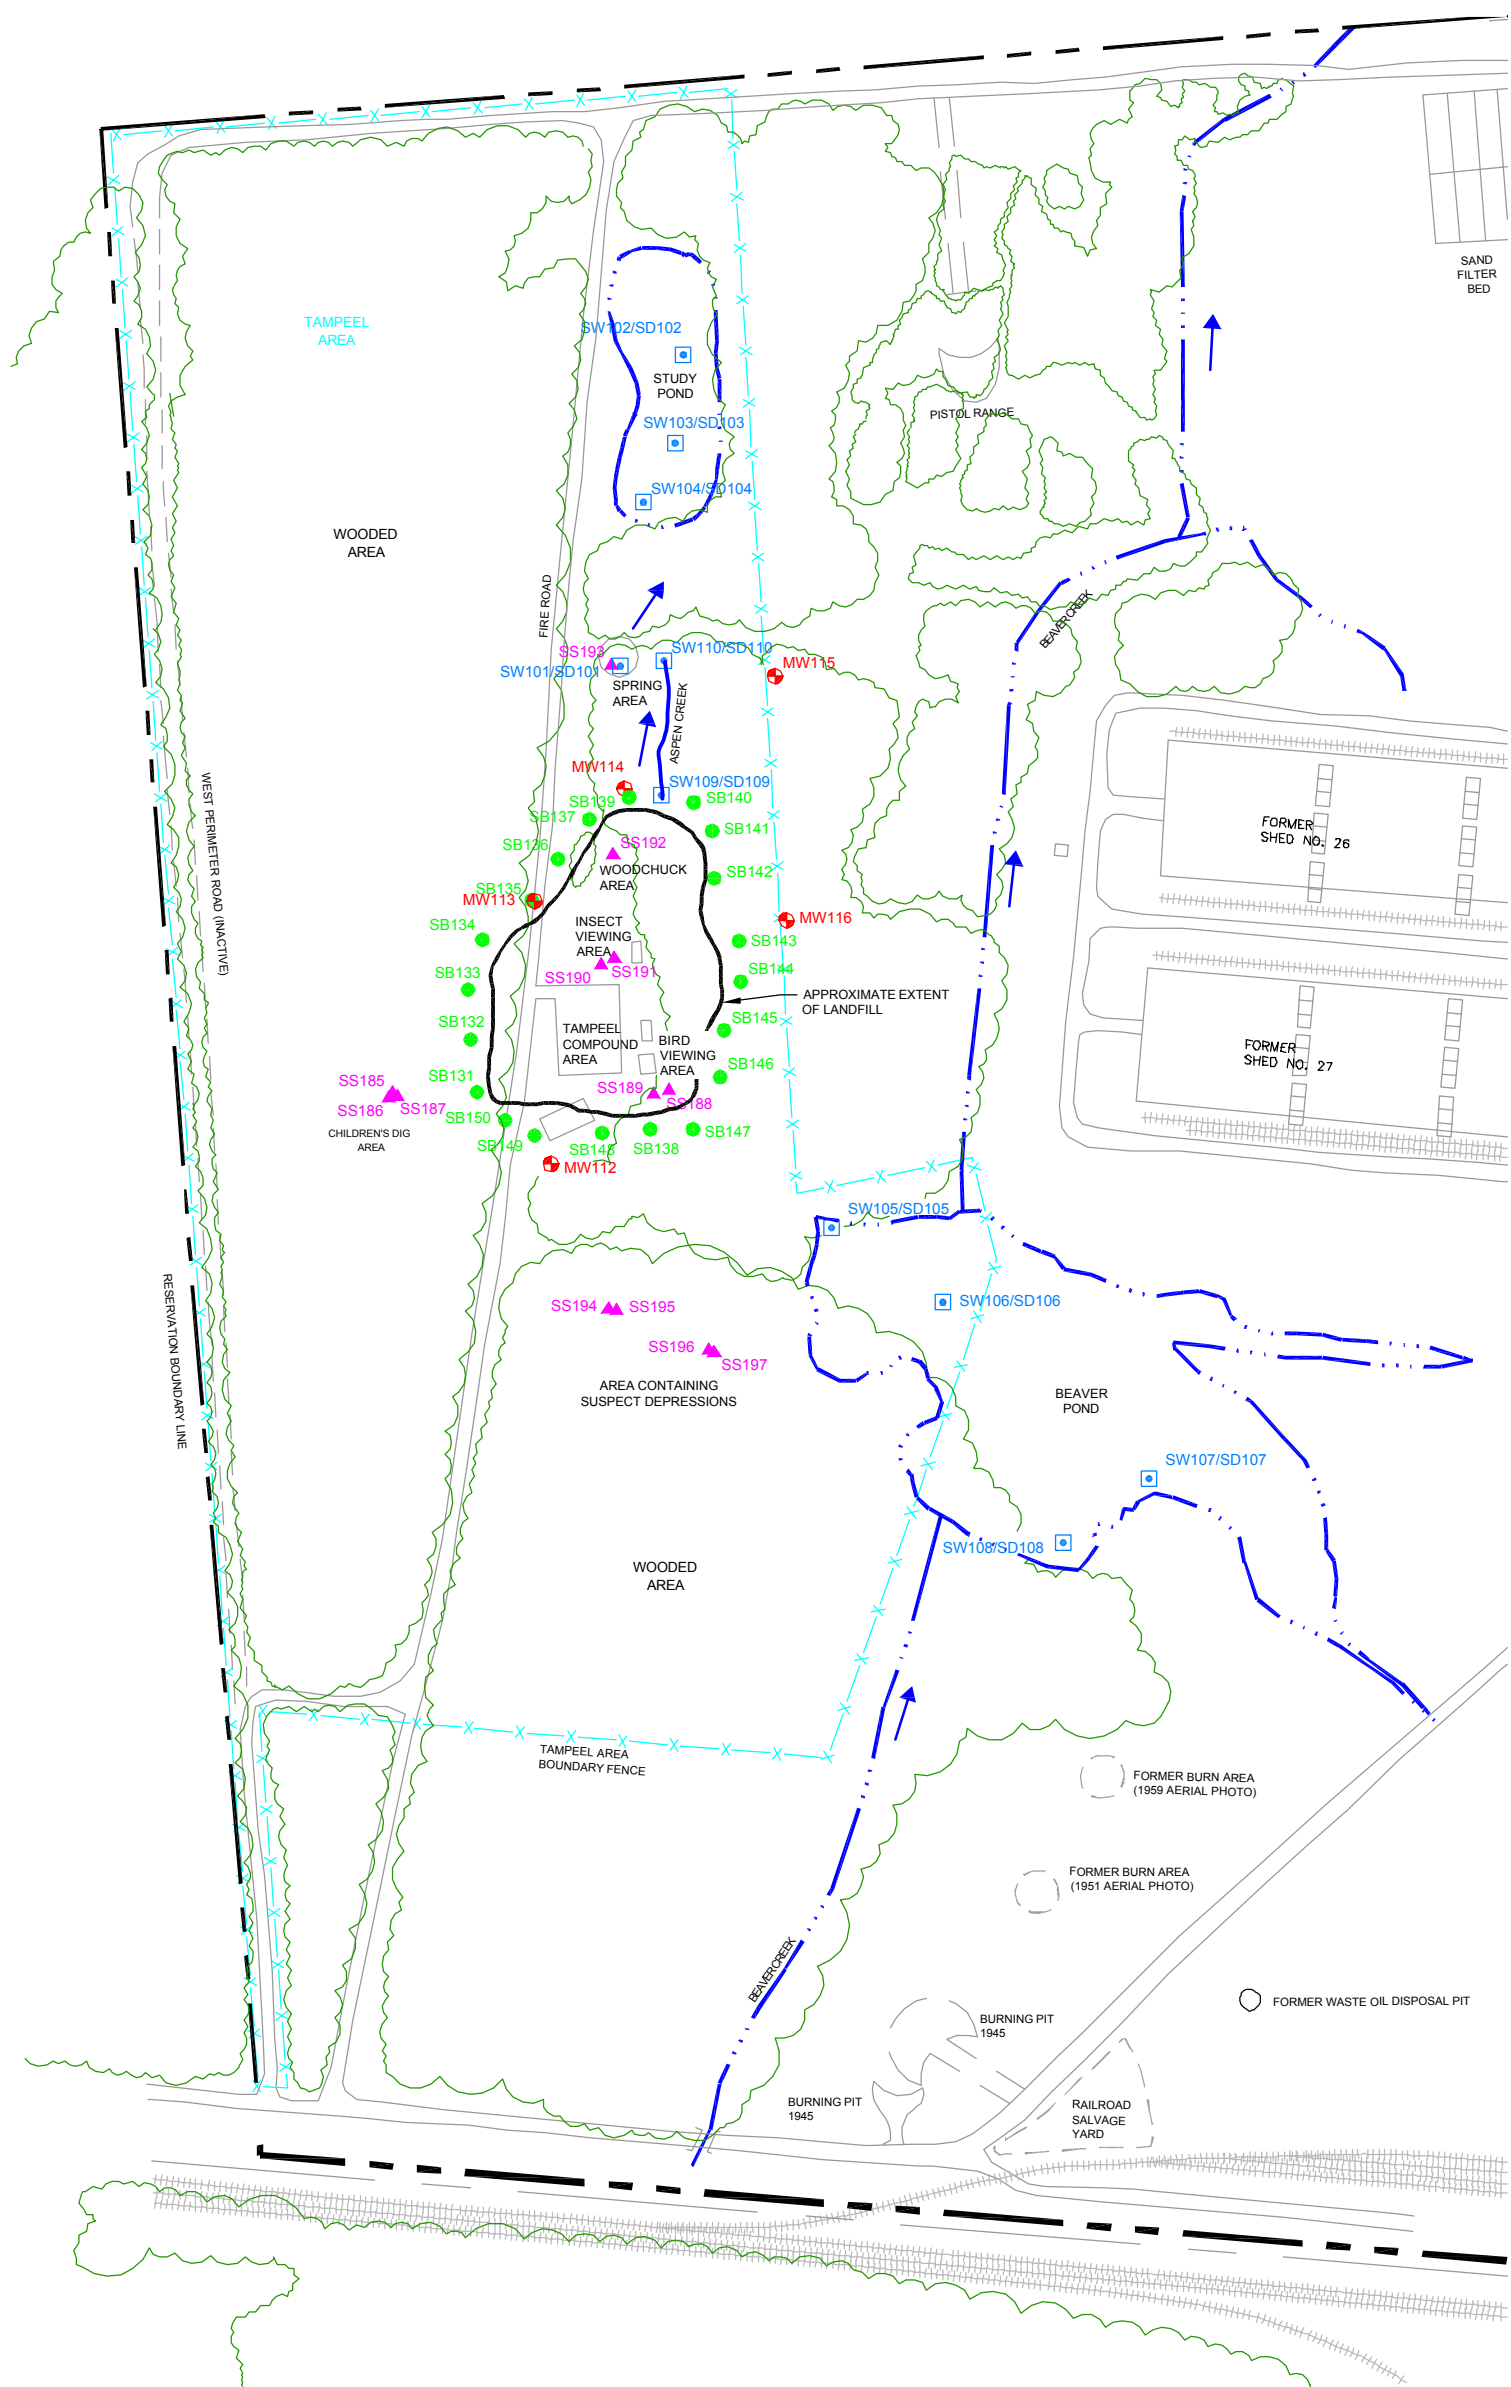 SAND
FILTER
BED
TAMPEEL
AREA
SW102/SD102
STUDY
POND
PISTOL RANGE
SW103/SD103
SW104/SD104
WOODED
AREA
FIRE ROAD
BEAVER CREEK
SS193
SW110/SD110
SW101/SD101
MW115
SPRING
AREA
ASPEN CREEK
MW114
SW109/SD109
SB139
SB140
SB137
SB141
WEST PERIMETER ROAD (INACTIVE)
SB136
SS192
WOODCHUCK
AREA
SB142
FORMER
SHED NO. 26
SB135
MW113
MW116
SB134
INSECT
VIEWING
AREA
SB143
SB133
SS190
SS191
SB144
APPROXIMATE EXTENT
OF LANDFILL
SB132
TAMPEEL
COMPOUND
AREA
BIRD
VIEWING
AREA
SB145
FORMER
SHED NO. 27
SB131
SB146
SS185
SS186
SS187
SS189
SS188
CHILDREN'S DIG
AREA
SB150
SB149
SB148
SB138
SB147
MW112
SW105/SD105
RESERVATION BOUNDARY LINE
SS194
SS195
SW106/SD106
SS196
SS197
AREA CONTAINING
SUSPECT DEPRESSIONS
BEAVER
POND
SW107/SD107
SW108/SD108
WOODED
AREA
TAMPEEL AREA
BOUNDARY FENCE
FORMER BURN AREA
(1959 AERIAL PHOTO)
FORMER BURN AREA
(1951 AERIAL PHOTO)
BEAVER CREEK
FORMER WASTE OIL DISPOSAL PIT
BURNING PIT
1945
BURNING PIT
1945
RAILROAD
SALVAGE
YARD